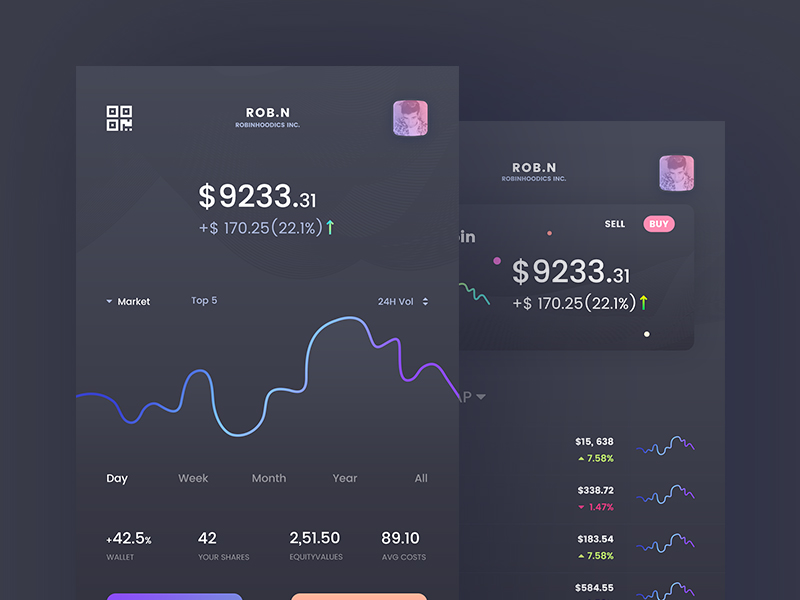 ROB.N
ROBINHOODICS INC.
$9233.31
+$ 170.25(22.1%)
Market
Top 5
24H Vol
Day
Week
Month
Year
All
+42.5%
WALLET
42
YOUR SHARES
2,51.50
EQUITYVALUES
89.10
AVG COSTS
ROB.N
ROBINHOODICS INC.
in
SELL
BUY
$9233.31
+$ 170.25(22.1%)
P
$15, 638
7.58%
$338.72
1.47%
$183.54
7.58%
$584.55